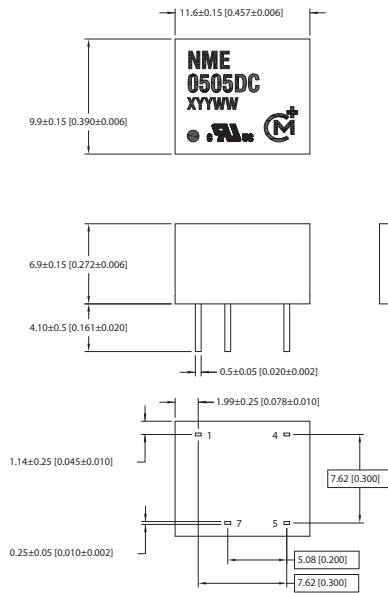 11.6±0.15 [0.457±0.006]
NME
0505DC
XYYWW
c UL us
CM+
9.9±0.15 [0.390±0.006]
6.9±0.15 [0.272±0.006]
4.10±0.5 [0.161±0.020]
0.5±0.05 [0.020±0.002]
1.99±0.25 [0.078±0.010]
1 4
1.14±0.25 [0.045±0.010]
7.62 [0.300]
7 5
0.25±0.05 [0.010±0.002]
5.08 [0.200]
7.62 [0.300]